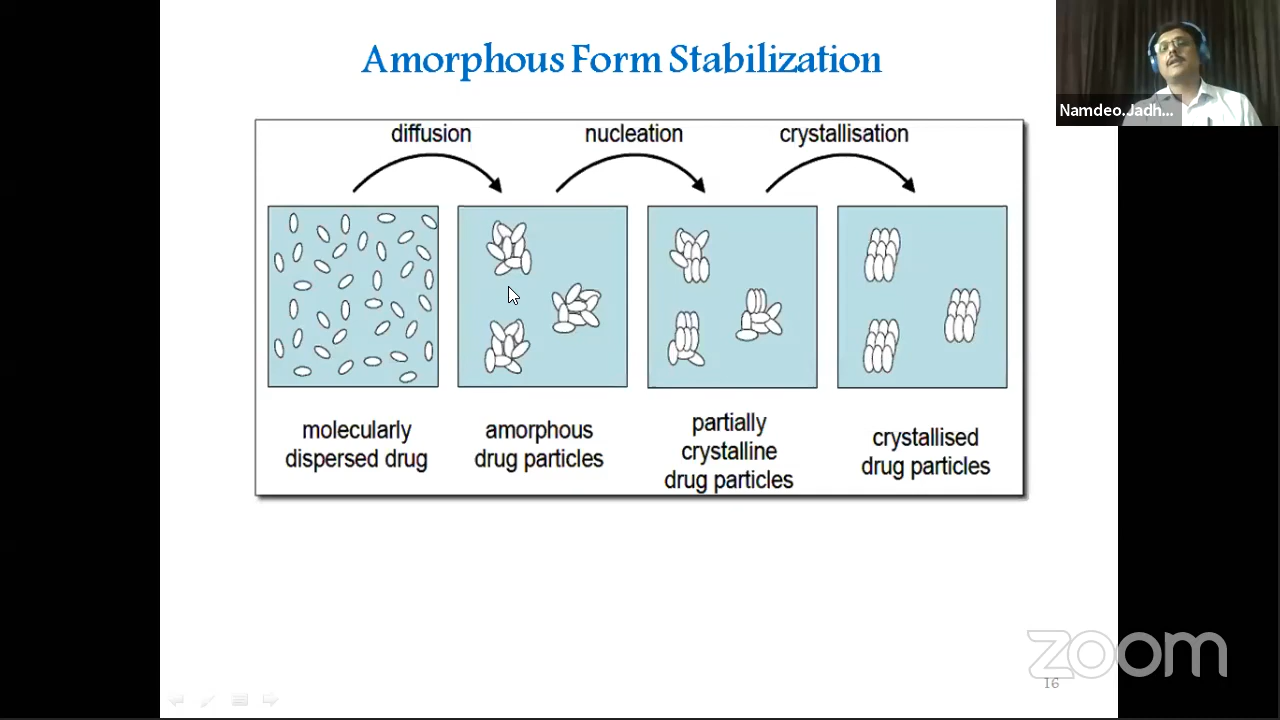 Amorphous Form Stabilization
Namdeo.Jadh...
diffusion
nucleation
crystallisation
molecularly
dispersed drug
amorphous
drug particles
partially
crystalline
drug particles
crystallised
drug particles
zoom
16